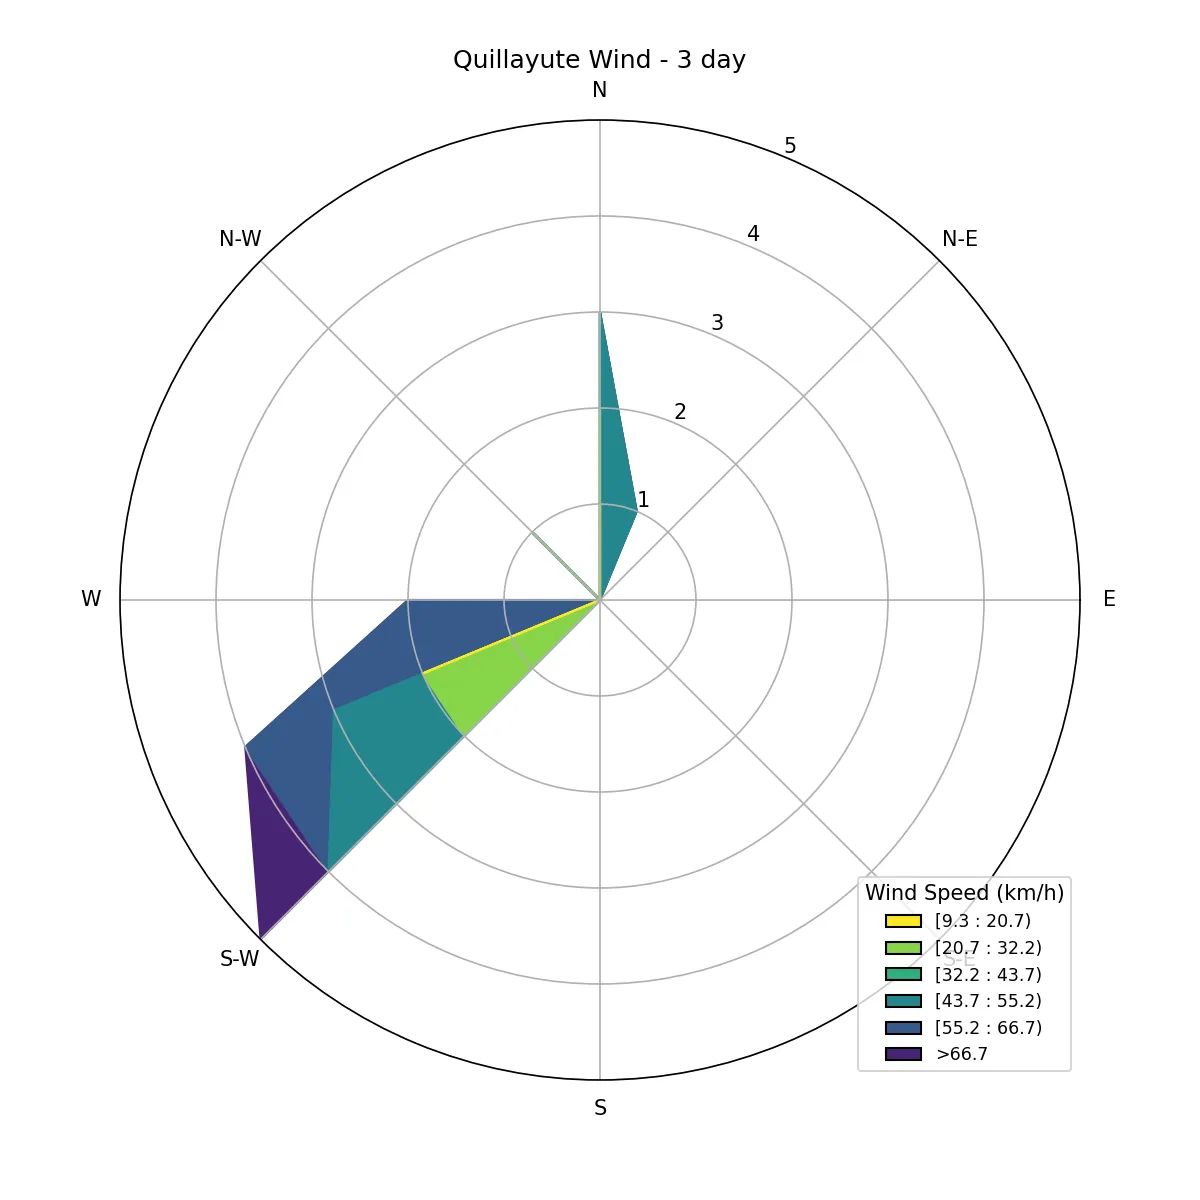 Quillayute Wind - 3 day
N
5
N-W
N-E
4
3
2
1
W
E
S-W
S-E
Wind Speed (km/h)
[9.3 : 20.7)
[20.7 : 32.2)
[32.2 : 43.7)
[43.7 : 55.2)
[55.2 : 66.7)
>66.7
S